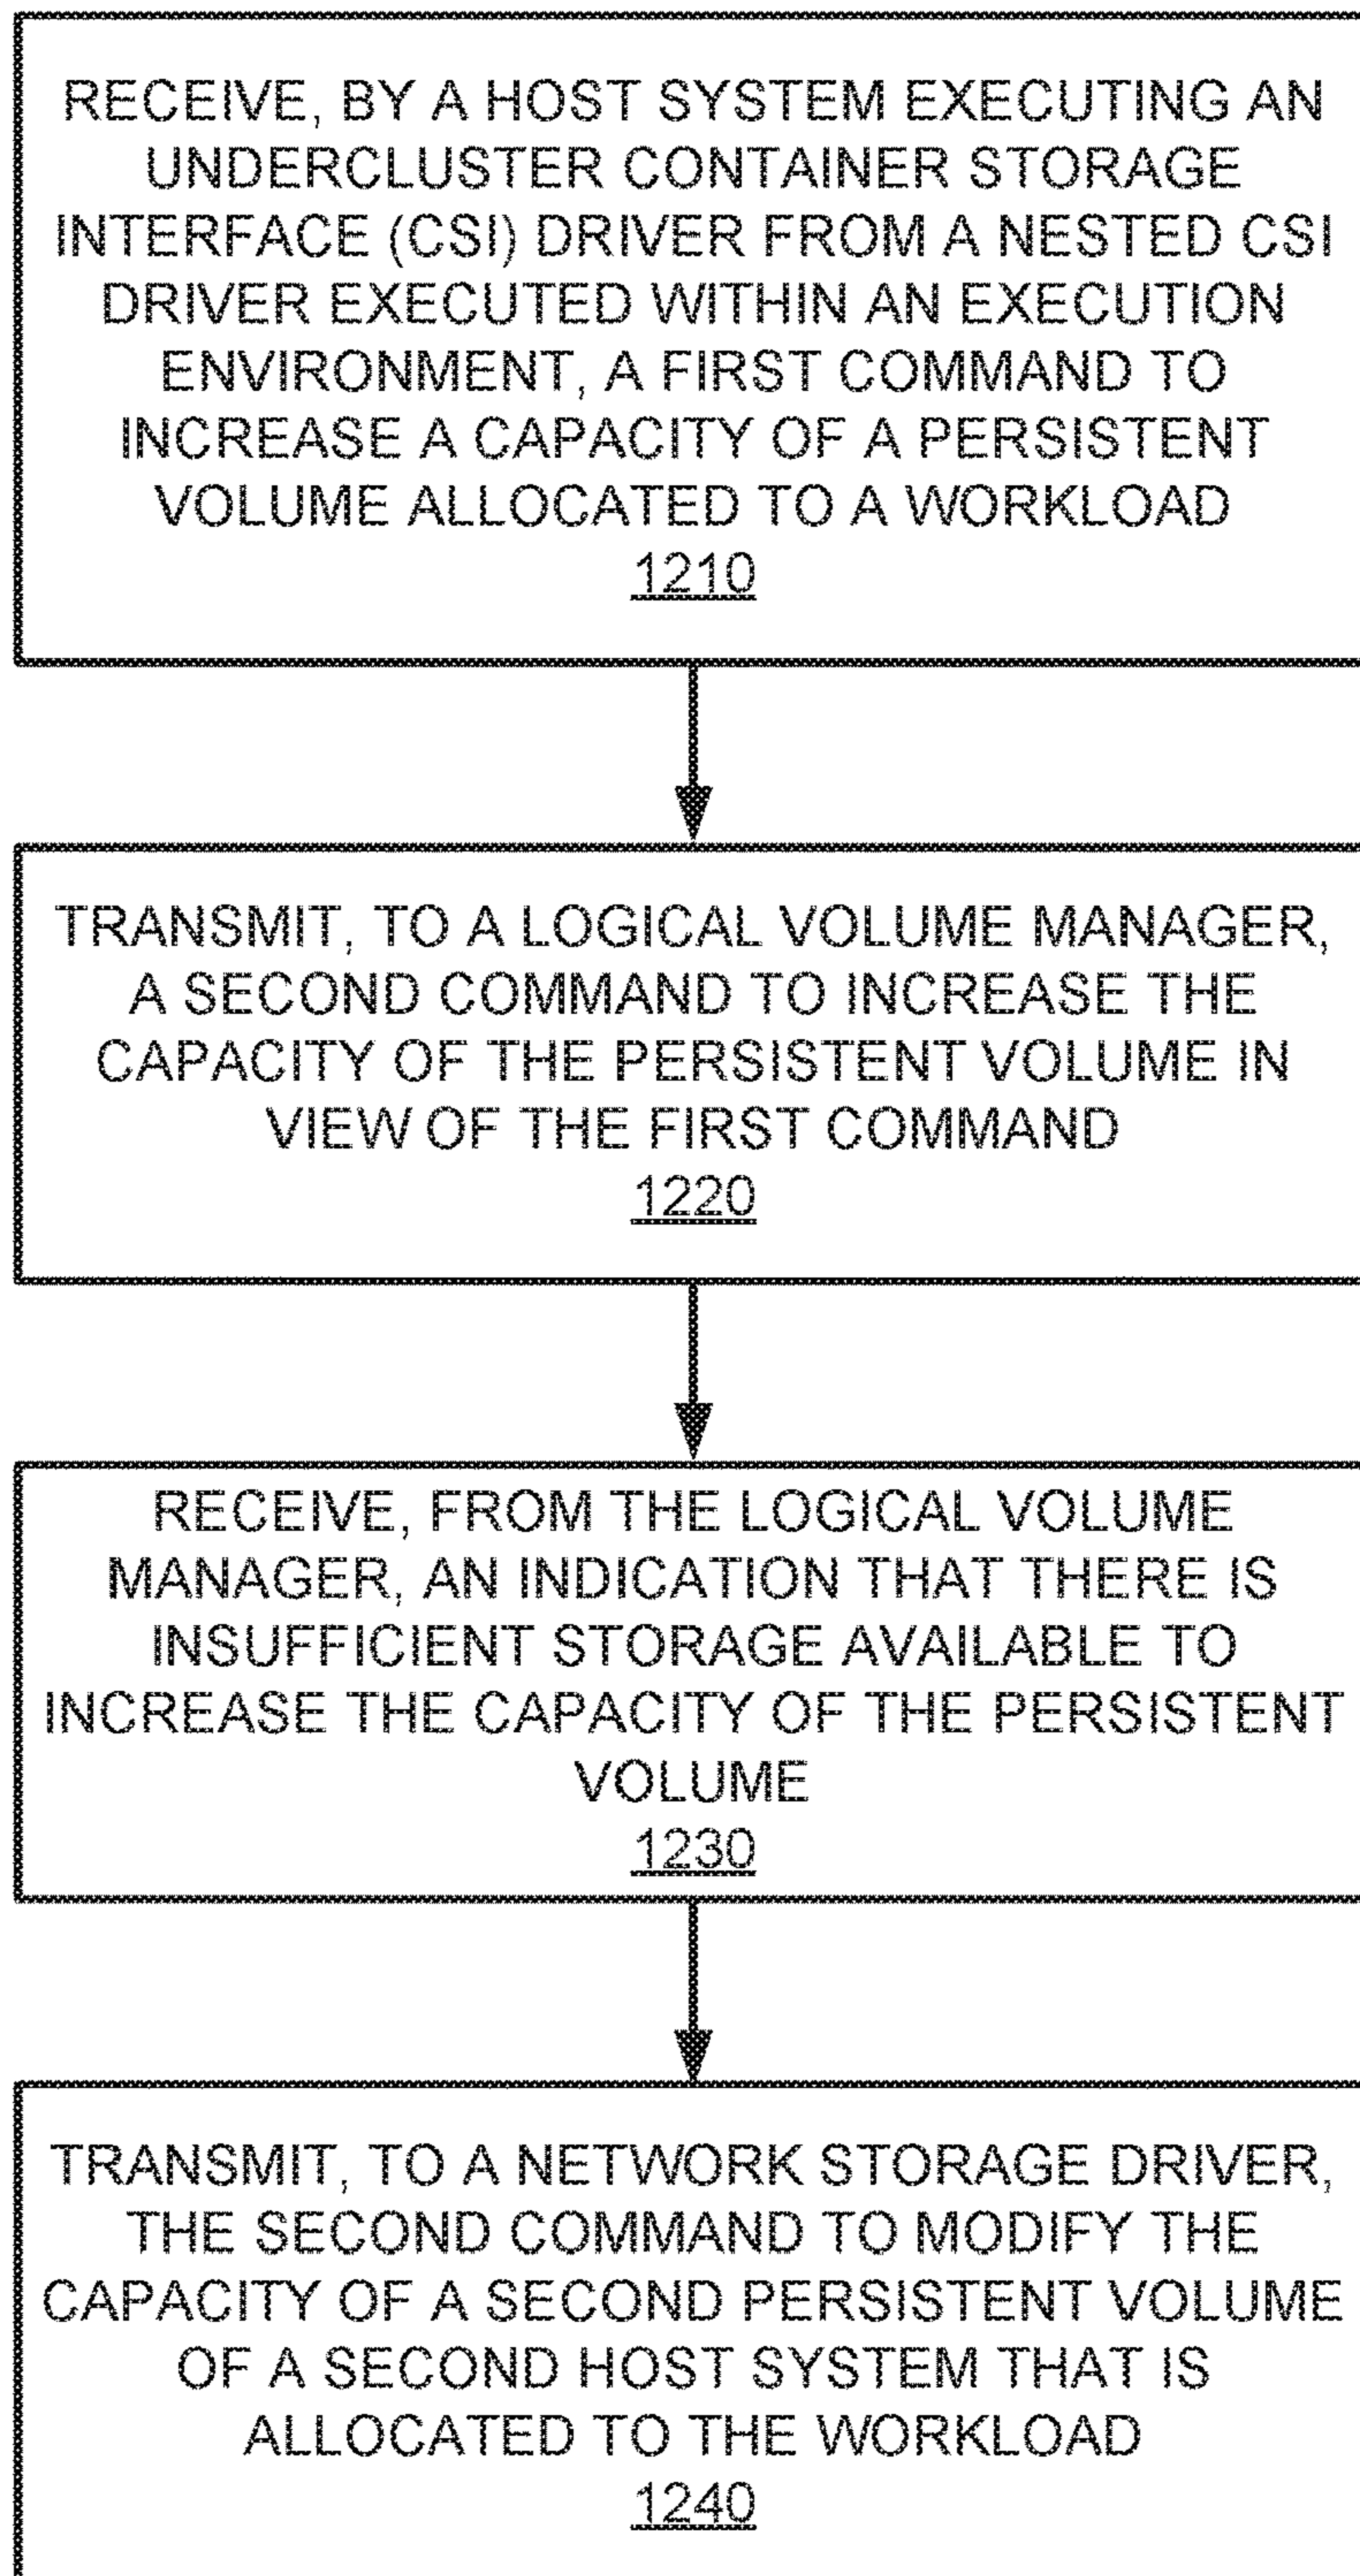 RECEIVE, BY A HOST SYSTEM EXECUTING AN
UNDERCLUSTER CONTAINER STORAGE
INTERFACE (CSI) DRIVER FROM A NESTED CSI
DRIVER EXECUTED WITHIN AN EXECUTION
ENVIRONMENT, A FIRST COMMAND TO
INCREASE A CAPACITY OF A PERSISTENT
VOLUME ALLOCATED TO A WORKLOAD
1210
TRANSMIT, TO A LOGICAL VOLUME MANAGER,
A SECOND COMMAND TO INCREASE THE
CAPACITY OF THE PERSISTENT VOLUME IN
VIEW OF THE FIRST COMMAND
1220
RECEIVE, FROM THE LOGICAL VOLUME
MANAGER, AN INDICATION THAT THERE IS
INSUFFICIENT STORAGE AVAILABLE TO
INCREASE THE CAPACITY OF THE PERSISTENT
VOLUME
1230
TRANSMIT, TO A NETWORK STORAGE DRIVER,
THE SECOND COMMAND TO MODIFY THE
CAPACITY OF A SECOND PERSISTENT VOLUME
OF A SECOND HOST SYSTEM THAT IS
ALLOCATED TO THE WORKLOAD
1240